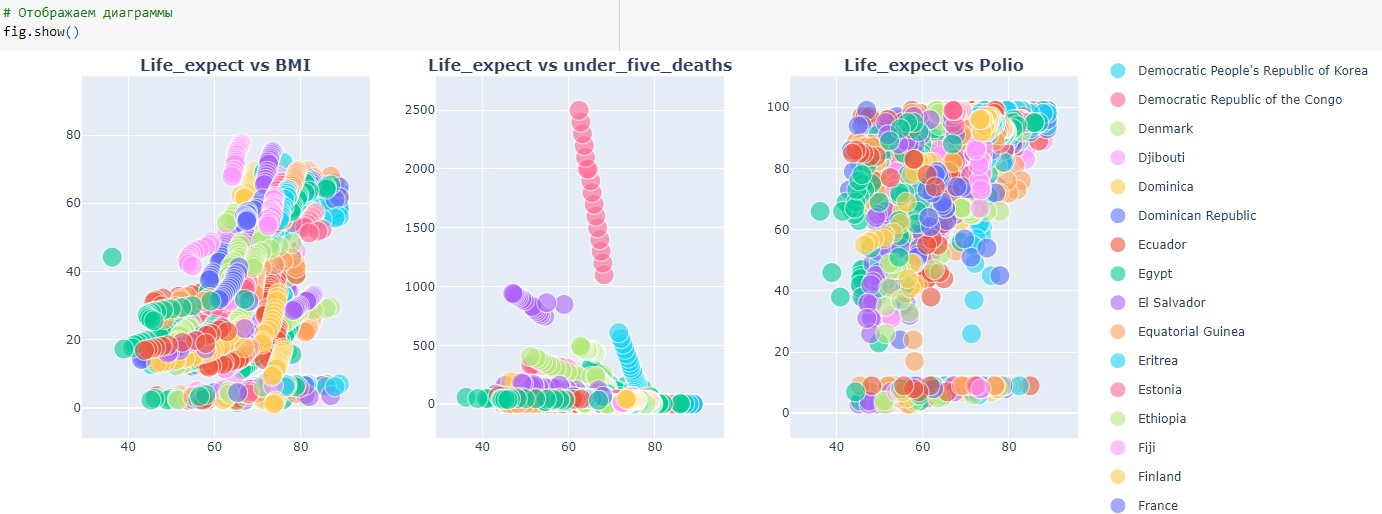 # Отображаем диаграммы
fig.show()
Life_expect vs BMI
80
60
40
20
0
40 60 80
Life_expect vs under_five_deaths
2500
2000
1500
1000
500
0
40 60 80
Life_expect vs Polio
100
80
60
40
20
0
40 60 80
Democratic People's Republic of Korea
Democratic Republic of the Congo
Denmark
Djibouti
Dominica
Dominican Republic
Ecuador
Egypt
El Salvador
Equatorial Guinea
Eritrea
Estonia
Ethiopia
Fiji
Finland
France